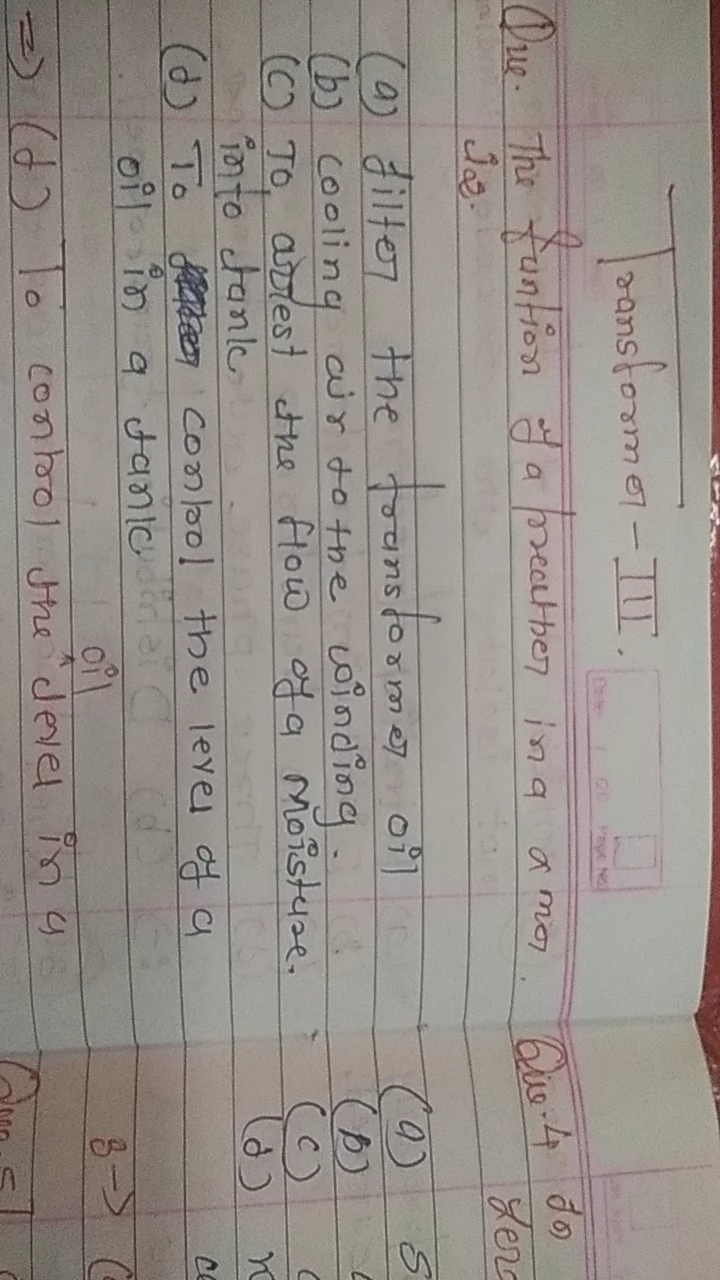 Transformer - III.
Que. The funtion of a breather in a xmer.
is.
(a) filter the transformer oil
(b) cooling air to the winding.
(c) To arrest the flow of a Moisture.
into tank
(d) To control the level of a
oil in a tank
oil
=> (d) To control the level in a
Que. 4
(a)
(b)
(c)
(d)
Que. 5